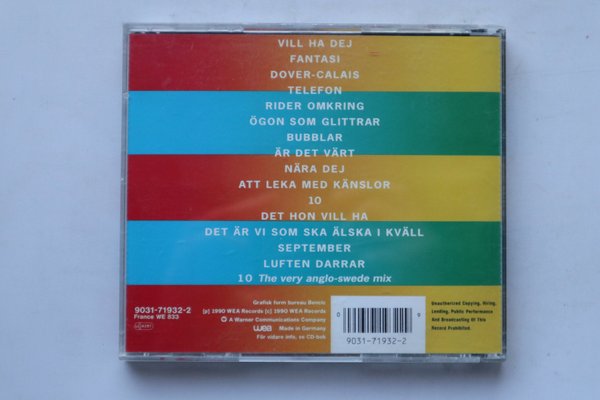 VILL HA DEJ
FANTASI
DOVER-CALAIS
TELEFON
RIDER OMKRING
ÖGON SOM GLITTRAR
BUBBLAR
ÄR DET VÄRT
NÄRA DEJ
ATT LEKA MED KÄNSLOR
10
DET HON VILL HA
DET ÄR VI SOM SKA ÄLSKA I KVÄLL
SEPTEMBER
LUFTEN DARRAR
10 The very anglo-swede mix
9031-71932-2
France WE 833
Grafisk form bureau Bemlo
(p) 1990 WEA Records (c) 1990 WEA Records
A Warner Communications Company
wea Made in Germany
För vidare info, se CD-bok
0 9
9031-71932-2
Unauthorized Copying, Hiring,
Lending, Public Performance
And Broadcasting Of This
Record Prohibited.